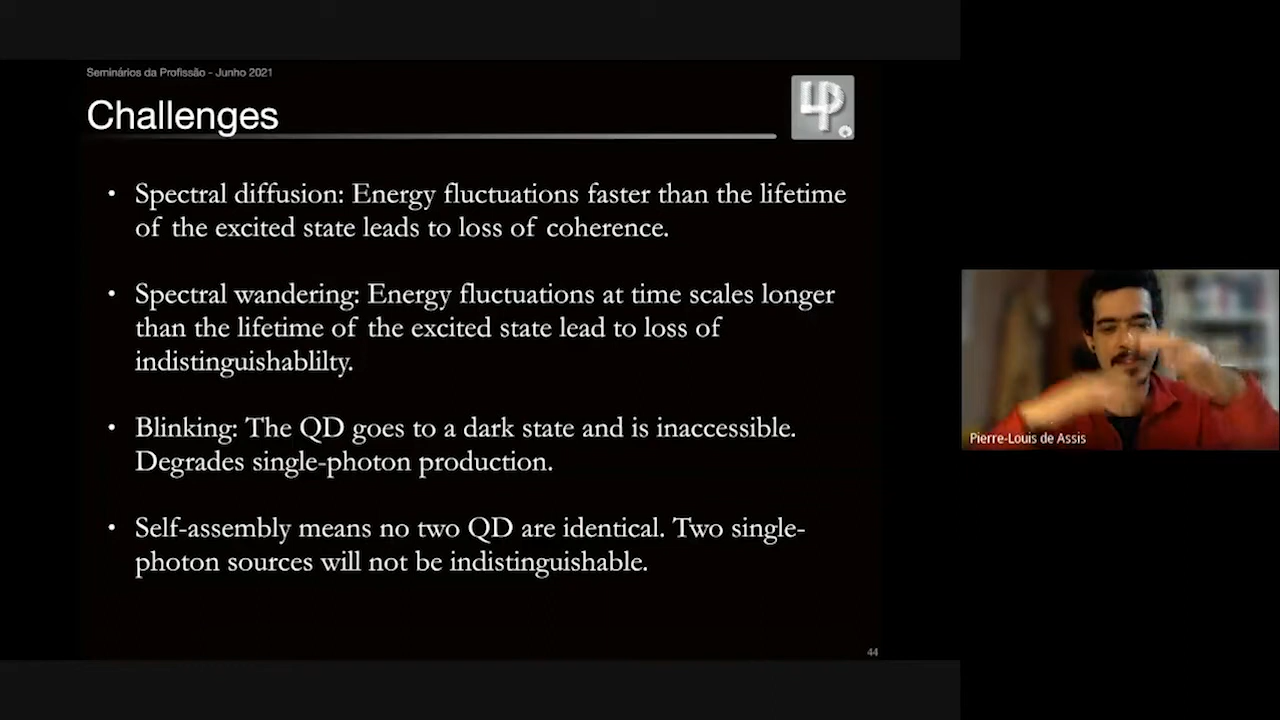 Seminários da Profissão - Junho 2021
Challenges
• Spectral diffusion: Energy fluctuations faster than the lifetime
of the excited state leads to loss of coherence.
• Spectral wandering: Energy fluctuations at time scales longer
than the lifetime of the excited state lead to loss of
indistinguishablilty.
• Blinking: The QD goes to a dark state and is inaccessible.
Degrades single-photon production.
• Self-assembly means no two QD are identical. Two single-
photon sources will not be indistinguishable.
44
Pierre-Louis de Assis